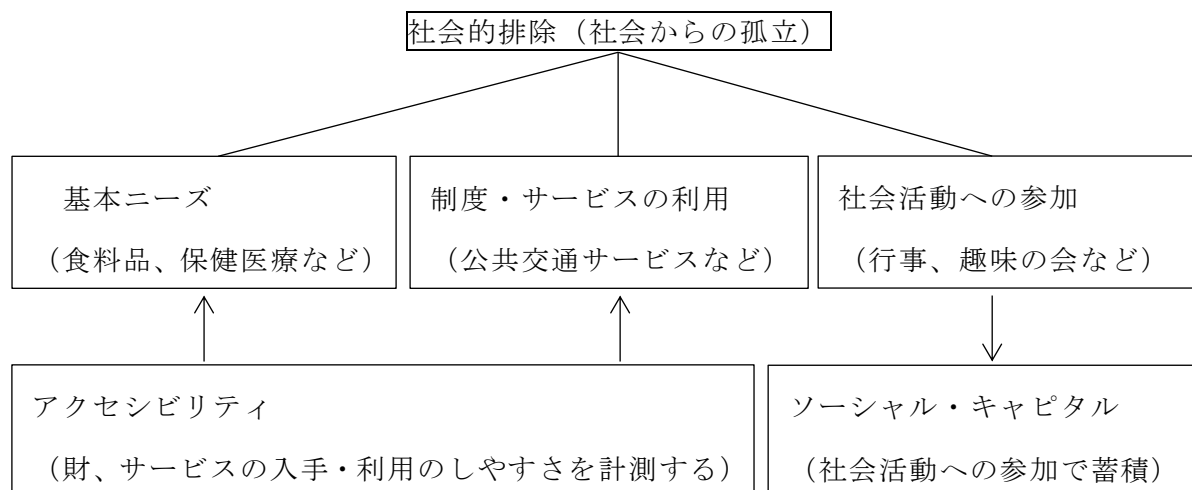 社会的排除（社会からの孤立）
基本ニーズ
（食料品、保健医療など）
制度・サービスの利用
（公共交通サービスなど）
社会活動への参加
（行事、趣味の会など）
アクセシビリティ
（財、サービスの入手・利用のしやすさを計測する）
ソーシャル・キャピタル
（社会活動への参加で蓄積）